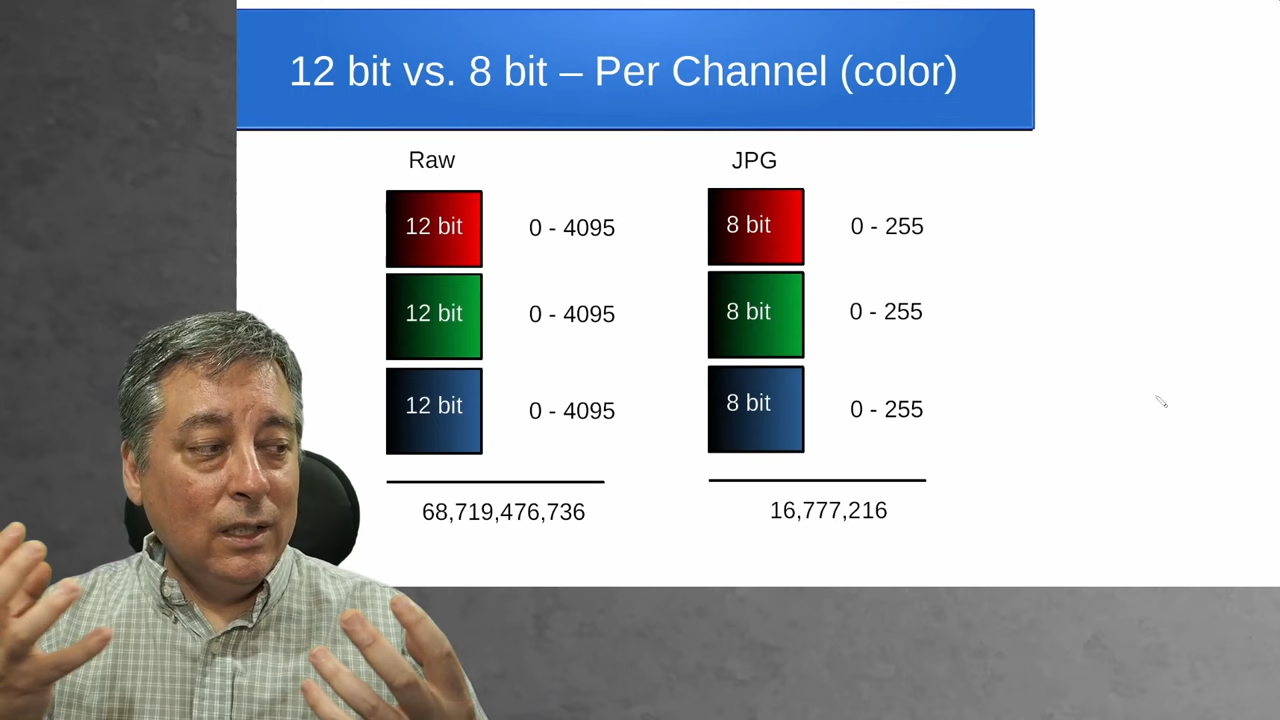 12 bit vs. 8 bit – Per Channel (color)
Raw
JPG
12 bit
0 - 4095
8 bit
0 - 255
12 bit
0 - 4095
8 bit
0 - 255
12 bit
0 - 4095
8 bit
0 - 255
68,719,476,736
16,777,216